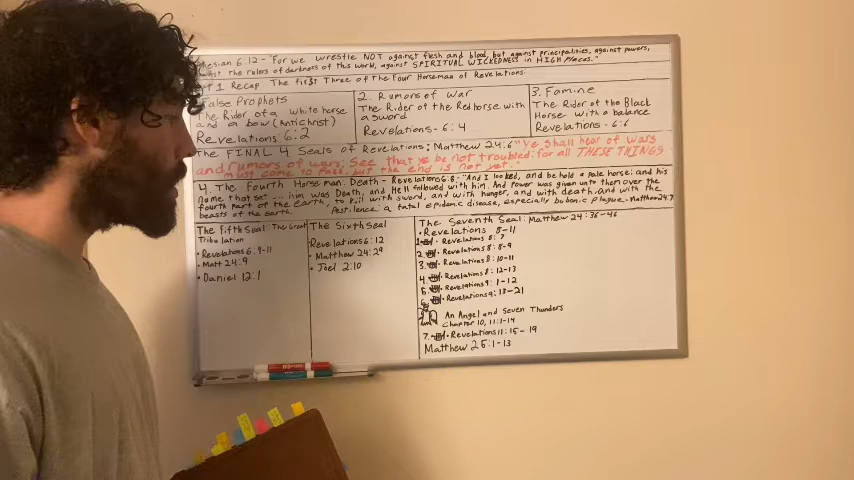 hesian 6:12 - "For we wrestle NOT against flesh and blood, but against principalities, against powers,
against the rulers of darkness of this world, against SPIRITUAL WICKEDNESS in HIGH Places."
Part 1 Recap The first Three of The Four Horseman of Revelations:
False Prophets
The Rider of a white horse
and a bow (Antichrist)
Revelations 6:2
2. Rumors of War
The Rider of the Red horse with
a sword
Revelations - 6:4
3. Famine
The Rider of the Black
Horse with a balance
Revelations - 6:6
The FINAL 4 Seals of Revelations: Matthew 24:6 "Ye shall hear of wars
and rumors of wars: See that ye be not troubled: for all THESE THINGS
must come to pass, but the end is not yet."
4. The Fourth Horseman: Death - Revelations 6:8 - "And I looked, and behold a pale horse: and his
name that sat on him was Death, and Hell followed with him. And power was given unto them over the
fourth part of the earth, to kill with sword, and with hunger, and with death, and with the
beasts of the earth. Pestilence: a fatal epidemic disease, especially bubonic plague - Matthew 24:7
The Fifth Seal: The Great
Tribulation
• Revelations 6:9-11
• Matt 24:9
• Daniel 12:1
The Sixth Seal
Revelations 6:12
• Matthew 24:29
• Joel 2:10
The Seventh Seal: Matthew 24:36-46
• Revelations 8-11
1. Revelations 8:7
2. Revelations 8:8-9
3. Revelations 8:10-11
4. Revelations 8:12-13
5. Revelations 9:1-12
6. Revelations 9:13-21
An Angel and Seven Thunders
Chapter 10, 11:1-14
7. Revelations 11:15-19
Matthew 25:1-13